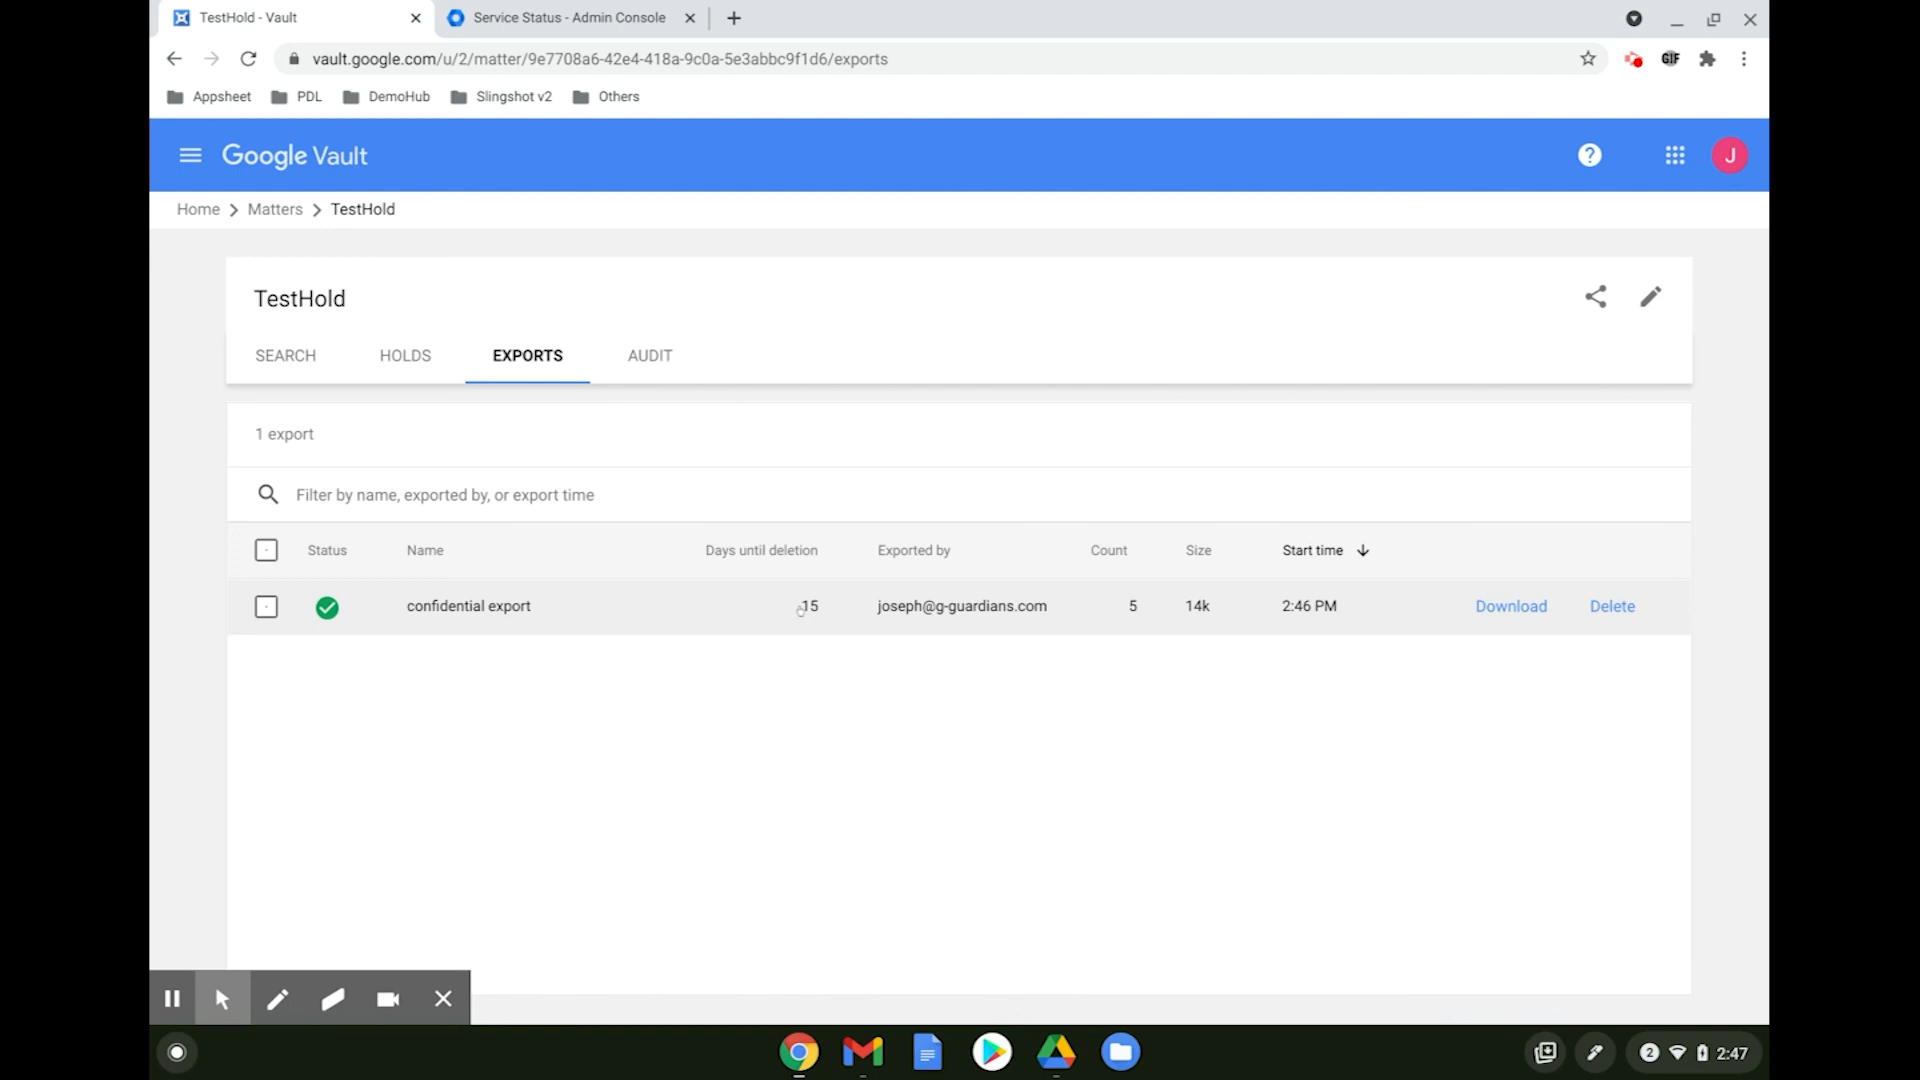 TestHold - Vault
Service Status - Admin Console
vault.google.com/u/2/matter/9e7708a6-42e4-418a-9c0a-5e3abbc9f1d6/exports
GIF
Appsheet PDL DemoHub Slingshot v2 Others
Google Vault
?
J
Home > Matters > TestHold
TestHold
SEARCH HOLDS EXPORTS AUDIT
1 export
Filter by name, exported by, or export time
Status Name Days until deletion Exported by Count Size Start time
confidential export 15 joseph@g-guardians.com 5 14k 2:46 PM Download Delete
2 2:47